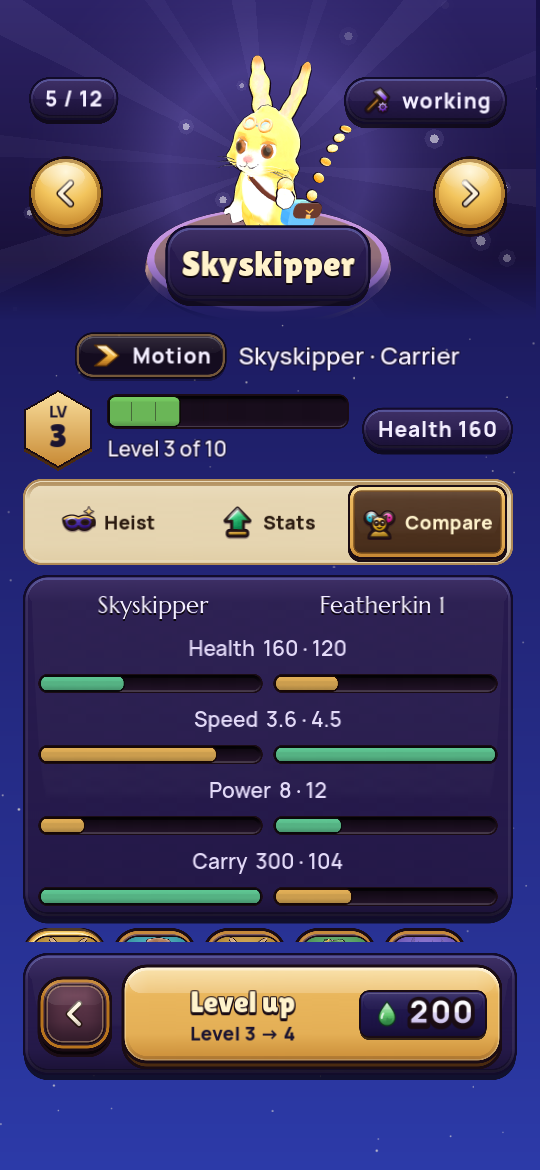 5 / 12
working
Skyskipper
Motion
Skyskipper · Carrier
LV
3
Level 3 of 10
Health 160
Heist
Stats
Compare
Skyskipper
Featherkin 1
Health 160 · 120
Speed 3.6 · 4.5
Power 8 · 12
Carry 300 · 104
Level up
Level 3 → 4
200